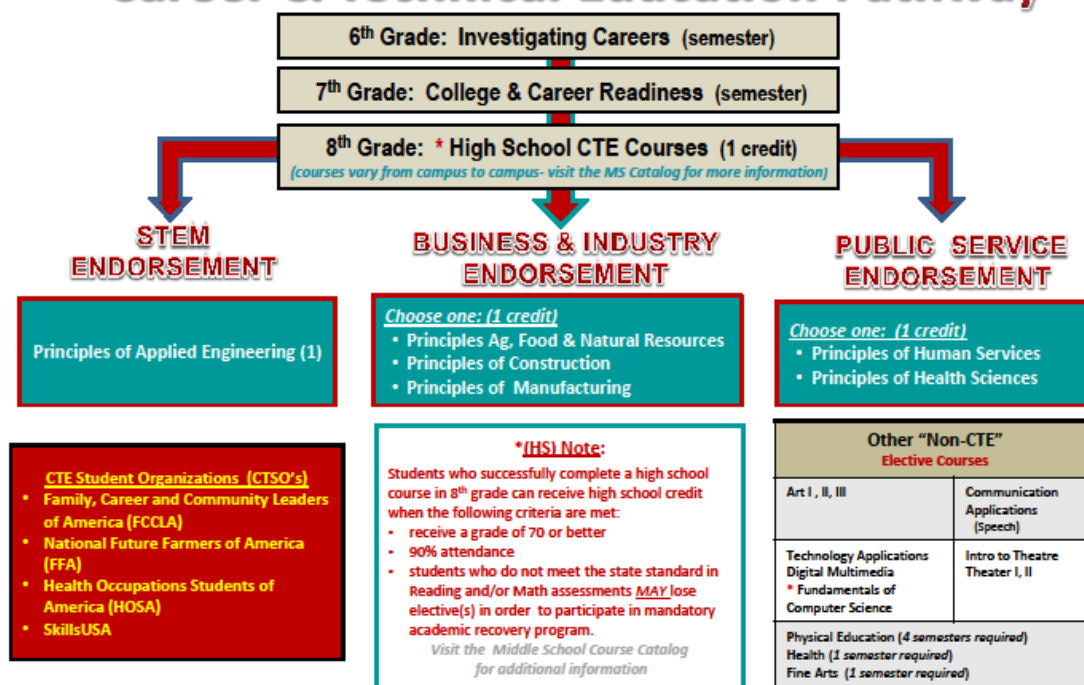 Career & Technical Education Pathway
6th Grade: Investigating Careers (semester)
7th Grade: College & Career Readiness (semester)
8th Grade: * High School CTE Courses (1 credit)
(courses vary from campus to campus- visit the MS Catalog for more information)
STEM
ENDORSEMENT
Principles of Applied Engineering (1)
BUSINESS & INDUSTRY
ENDORSEMENT
Choose one: (1 credit)
• Principles Ag, Food & Natural Resources
• Principles of Construction
• Principles of Manufacturing
PUBLIC SERVICE
ENDORSEMENT
Choose one: (1 credit)
• Principles of Human Services
• Principles of Health Sciences
CTE Student Organizations (CTSO's)
• Family, Career and Community Leaders
of America (FCCLA)
• National Future Farmers of America
(FFA)
• Health Occupations Students of
America (HOSA)
• SkillsUSA
*(HS) Note:
Students who successfully complete a high school
course in 8th grade can receive high school credit
when the following criteria are met:
- receive a grade of 70 or better
- 90% attendance
- students who do not meet the state standard in
Reading and/or Math assessments MAY lose
elective(s) in order to participate in mandatory
academic recovery program.
Visit the Middle School Course Catalog
for additional information
Other "Non-CTE"
Elective Courses
Art I , II, III
Communication
Applications
(Speech)
Technology Applications
Digital Multimedia
* Fundamentals of
Computer Science
Intro to Theatre
Theater I, II
Physical Education (4 semesters required)
Health (1 semester required)
Fine Arts (1 semester required)